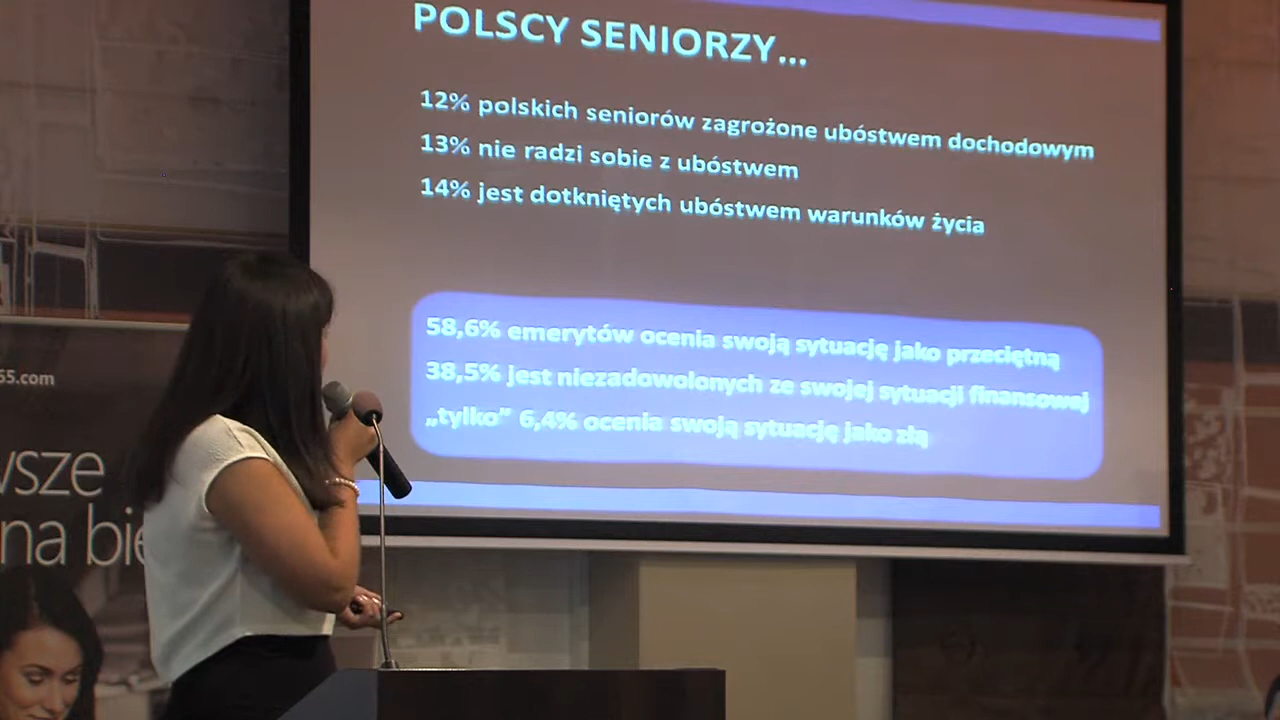 POLSCY SENIORZY...
12% polskich seniorów zagrożone ubóstwem dochodowym
13% nie radzi sobie z ubóstwem
14% jest dotkniętych ubóstwem warunków życia
58,6% emerytów ocenia swoją sytuację jako przeciętną
38,5% jest niezadowolonych ze swojej sytuacji finansowej
„tylko” 6,4% ocenia swoją sytuację jako złą
55.com
wsze
na bie